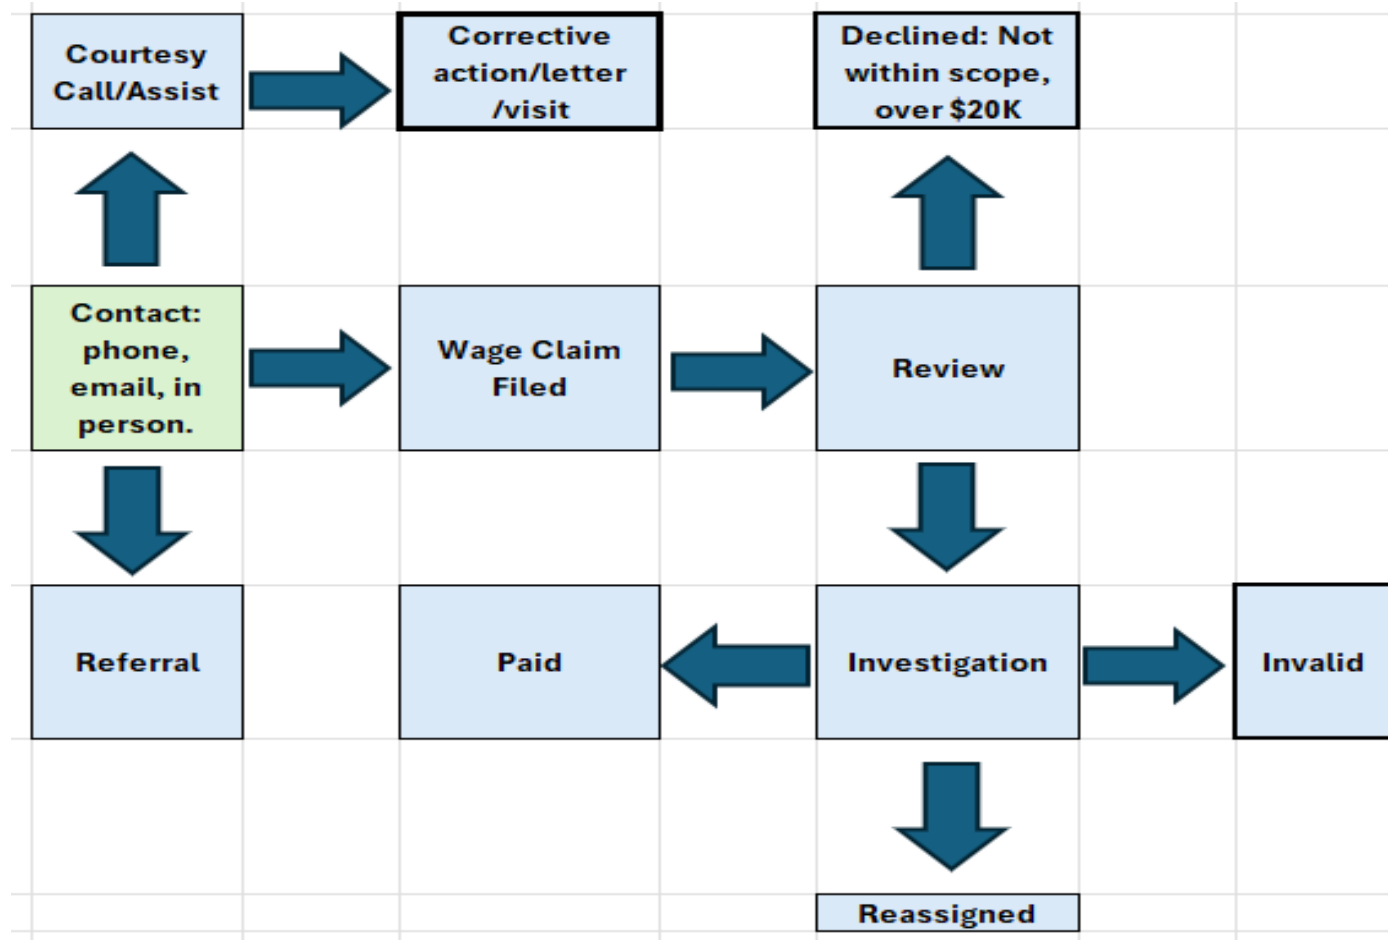 Courtesy
Call/Assist
Corrective
action/letter
/visit
Declined: Not
within scope,
over $20K
Contact:
phone,
email, in
person.
Wage Claim
Filed
Review
Referral
Paid
Investigation
Invalid
Reassigned